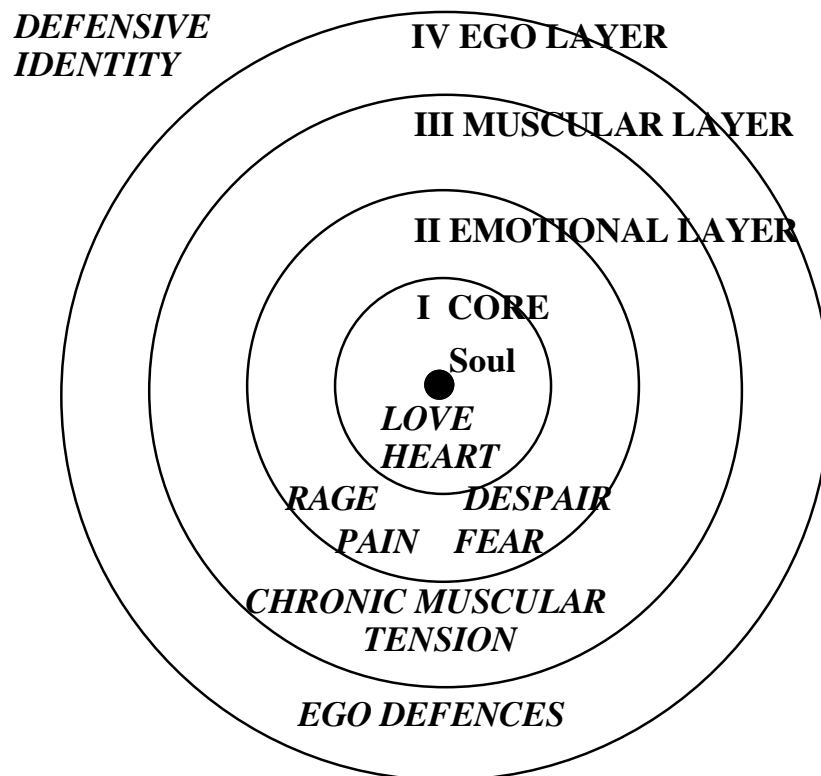 DEFENSIVE
IDENTITY
IV EGO LAYER
III MUSCULAR LAYER
II EMOTIONAL LAYER
I CORE
Soul
LOVE
HEART
RAGE DESPAIR
PAIN FEAR
CHRONIC MUSCULAR
TENSION
EGO DEFENCES